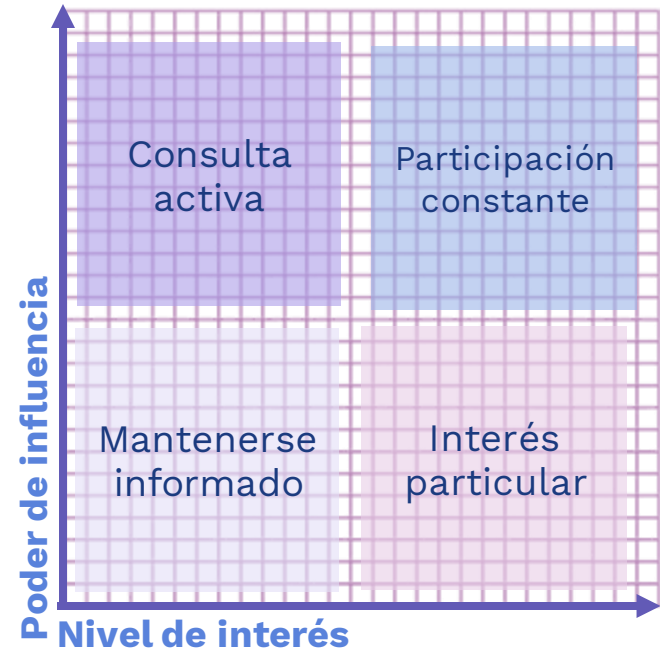 Consulta
activa
Participación
constante
Mantenerse
informado
Interés
particular
Poder de influencia
Nivel de interés